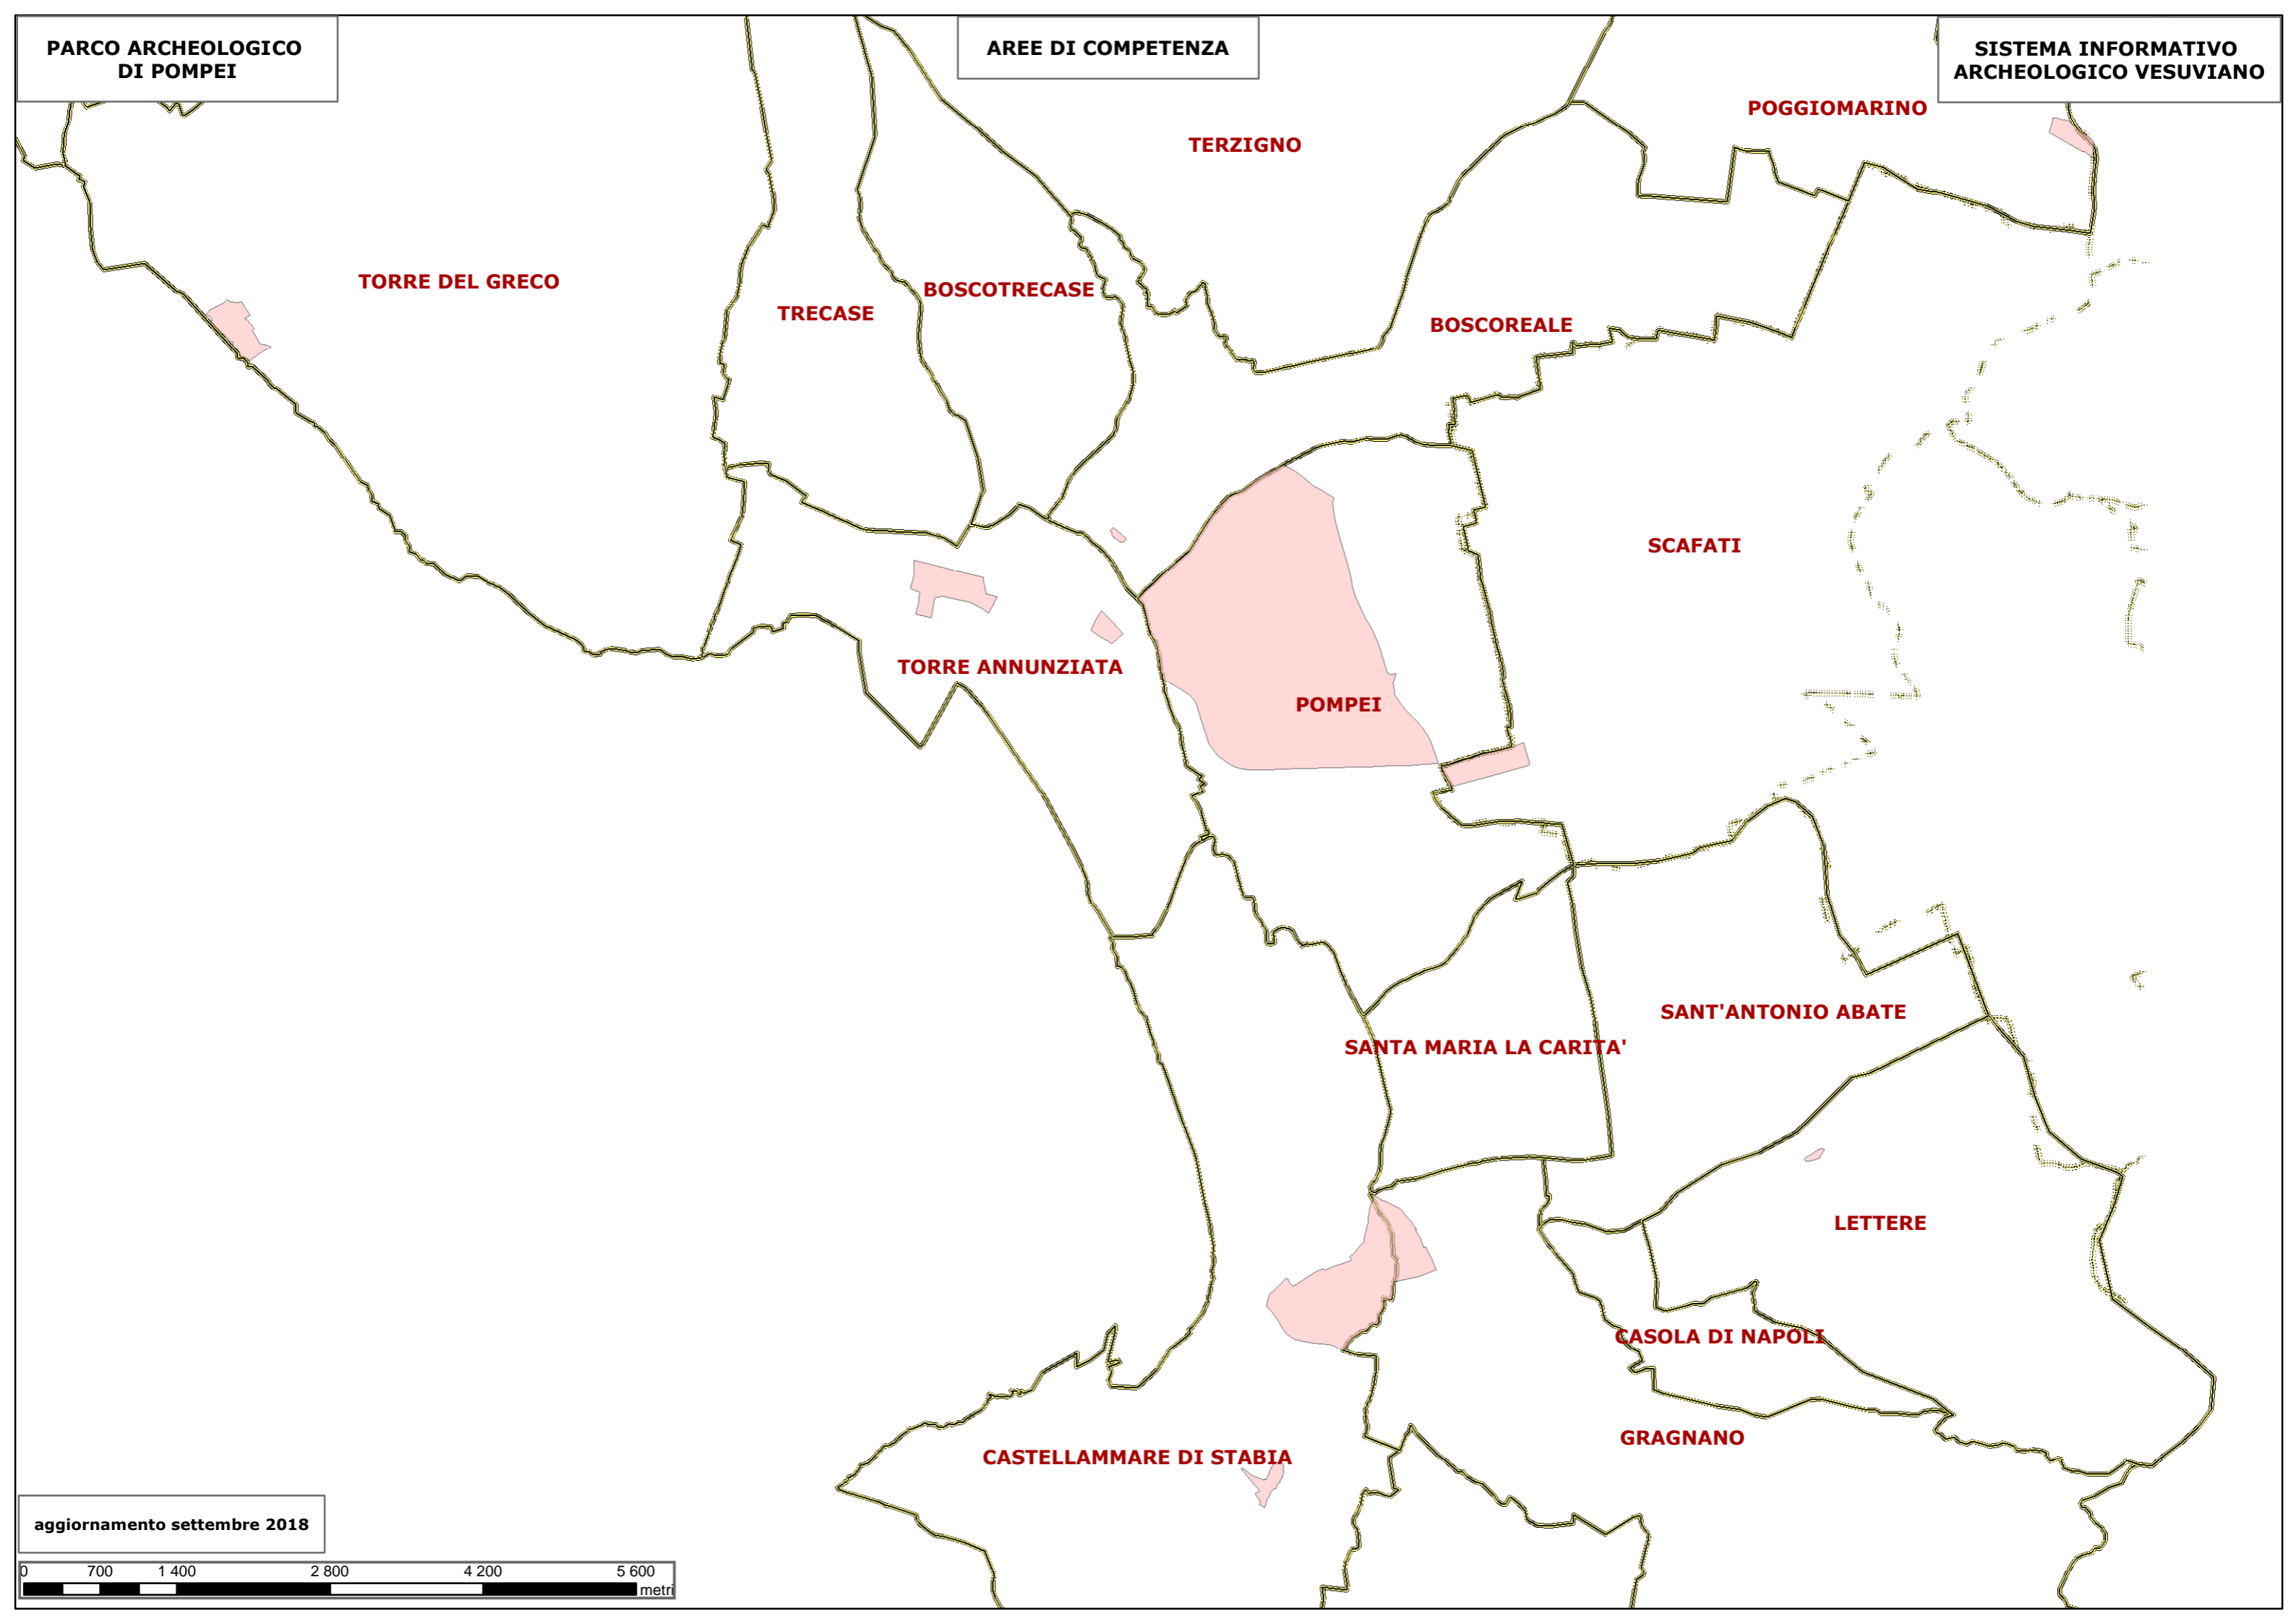 PARCO ARCHEOLOGICO
DI POMPEI
AREE DI COMPETENZA
SISTEMA INFORMATIVO
ARCHEOLOGICO VESUVIANO
POGGIOMARINO
TERZIGNO
TORRE DEL GRECO
BOSCOTRECASE
TRECASE
BOSCOREALE
SCAFATI
TORRE ANNUNZIATA
POMPEI
SANT'ANTONIO ABATE
SANTA MARIA LA CARITA'
LETTERE
CASOLA DI NAPOLI
GRAGNANO
CASTELLAMMARE DI STABIA
aggiornamento settembre 2018
0 700 1 400 2 800 4 200 5 600
metri